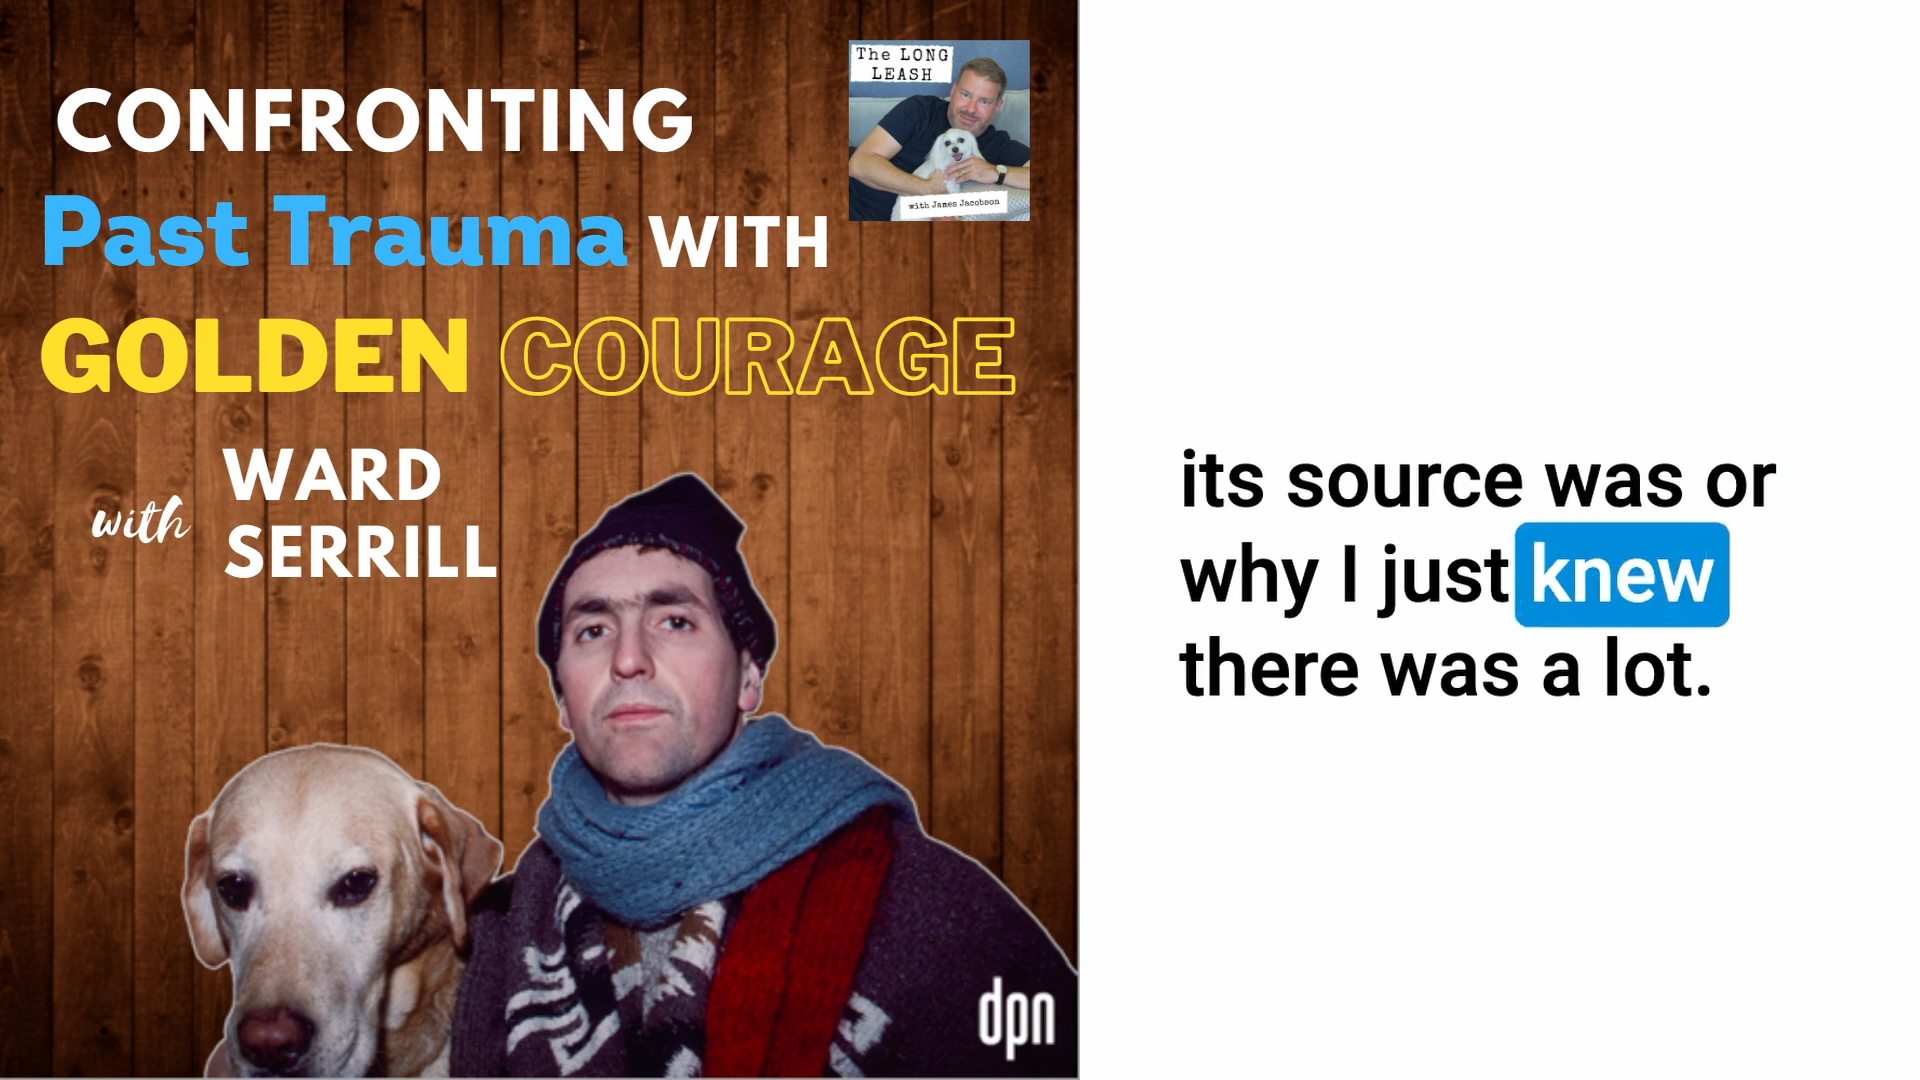 CONFRONTING
Past Trauma WITH
GOLDEN COURAGE
with WARD
SERRILL
The LONG
LEASH
with James Jacobson
dpn
its source was or
why I just knew
there was a lot.